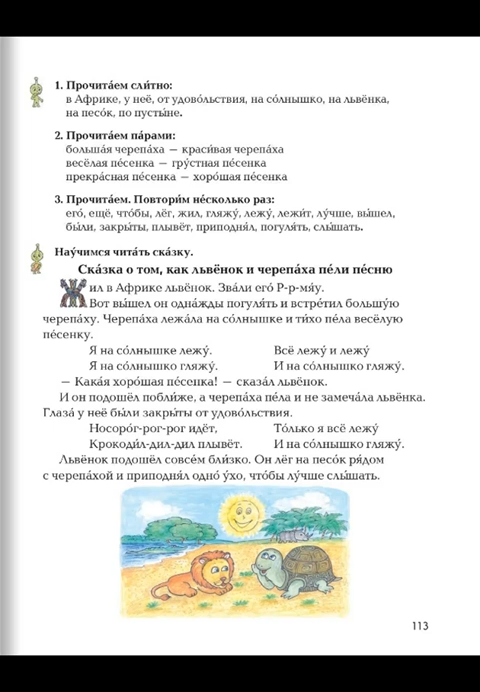 1. Прочита́ем сли́тно:
в А́фрике, у неё, от удово́льствия, на со́лнышко, на львёнка,
на песо́к, по пусты́не.
2. Прочита́ем па́рами:
больша́я черепа́ха — краси́вая черепа́ха
весёлая пе́сенка — гру́стная пе́сенка
прекра́сная пе́сенка — хоро́шая пе́сенка
3. Прочита́ем. Повтори́м не́сколько раз:
его́, ещё, что́бы, лёг, жил, гляжу́, лежу́, лежи́т, лу́чше, вы́шел,
бы́ли, закры́ты, плывёт, приподня́л, погуля́ть, слы́шать.
Нау́чимся чита́ть ска́зку.
Ска́зка о том, как львёнок и черепа́ха пе́ли пе́сню
Жил в А́фрике львёнок. Зва́ли его́ Р-р-мя́у.
Вот вы́шел он одна́жды погуля́ть и встре́тил большу́ю
черепа́ху. Черепа́ха лежа́ла на со́лнышке и ти́хо пе́ла весёлую
пе́сенку.
Я на со́лнышке лежу́. Всё лежу́ и лежу́
Я на со́лнышко гляжу́. И на со́лнышко гляжу́.
— Кака́я хоро́шая пе́сенка! — сказа́л львёнок.
И он подошёл побли́же, а черепа́ха пе́ла и не замеча́ла львёнка.
Глаза́ у неё бы́ли закры́ты от удово́льствия.
Носоро́г-рог-рог идёт, То́лько я всё лежу́
Крокоди́л-дил-дил плывёт. И на со́лнышко гляжу́.
Львёнок подошёл совсе́м бли́зко. Он лёг на песо́к ря́дом
с черепа́хой и приподня́л одно́ у́хо, что́бы лу́чше слы́шать.
113